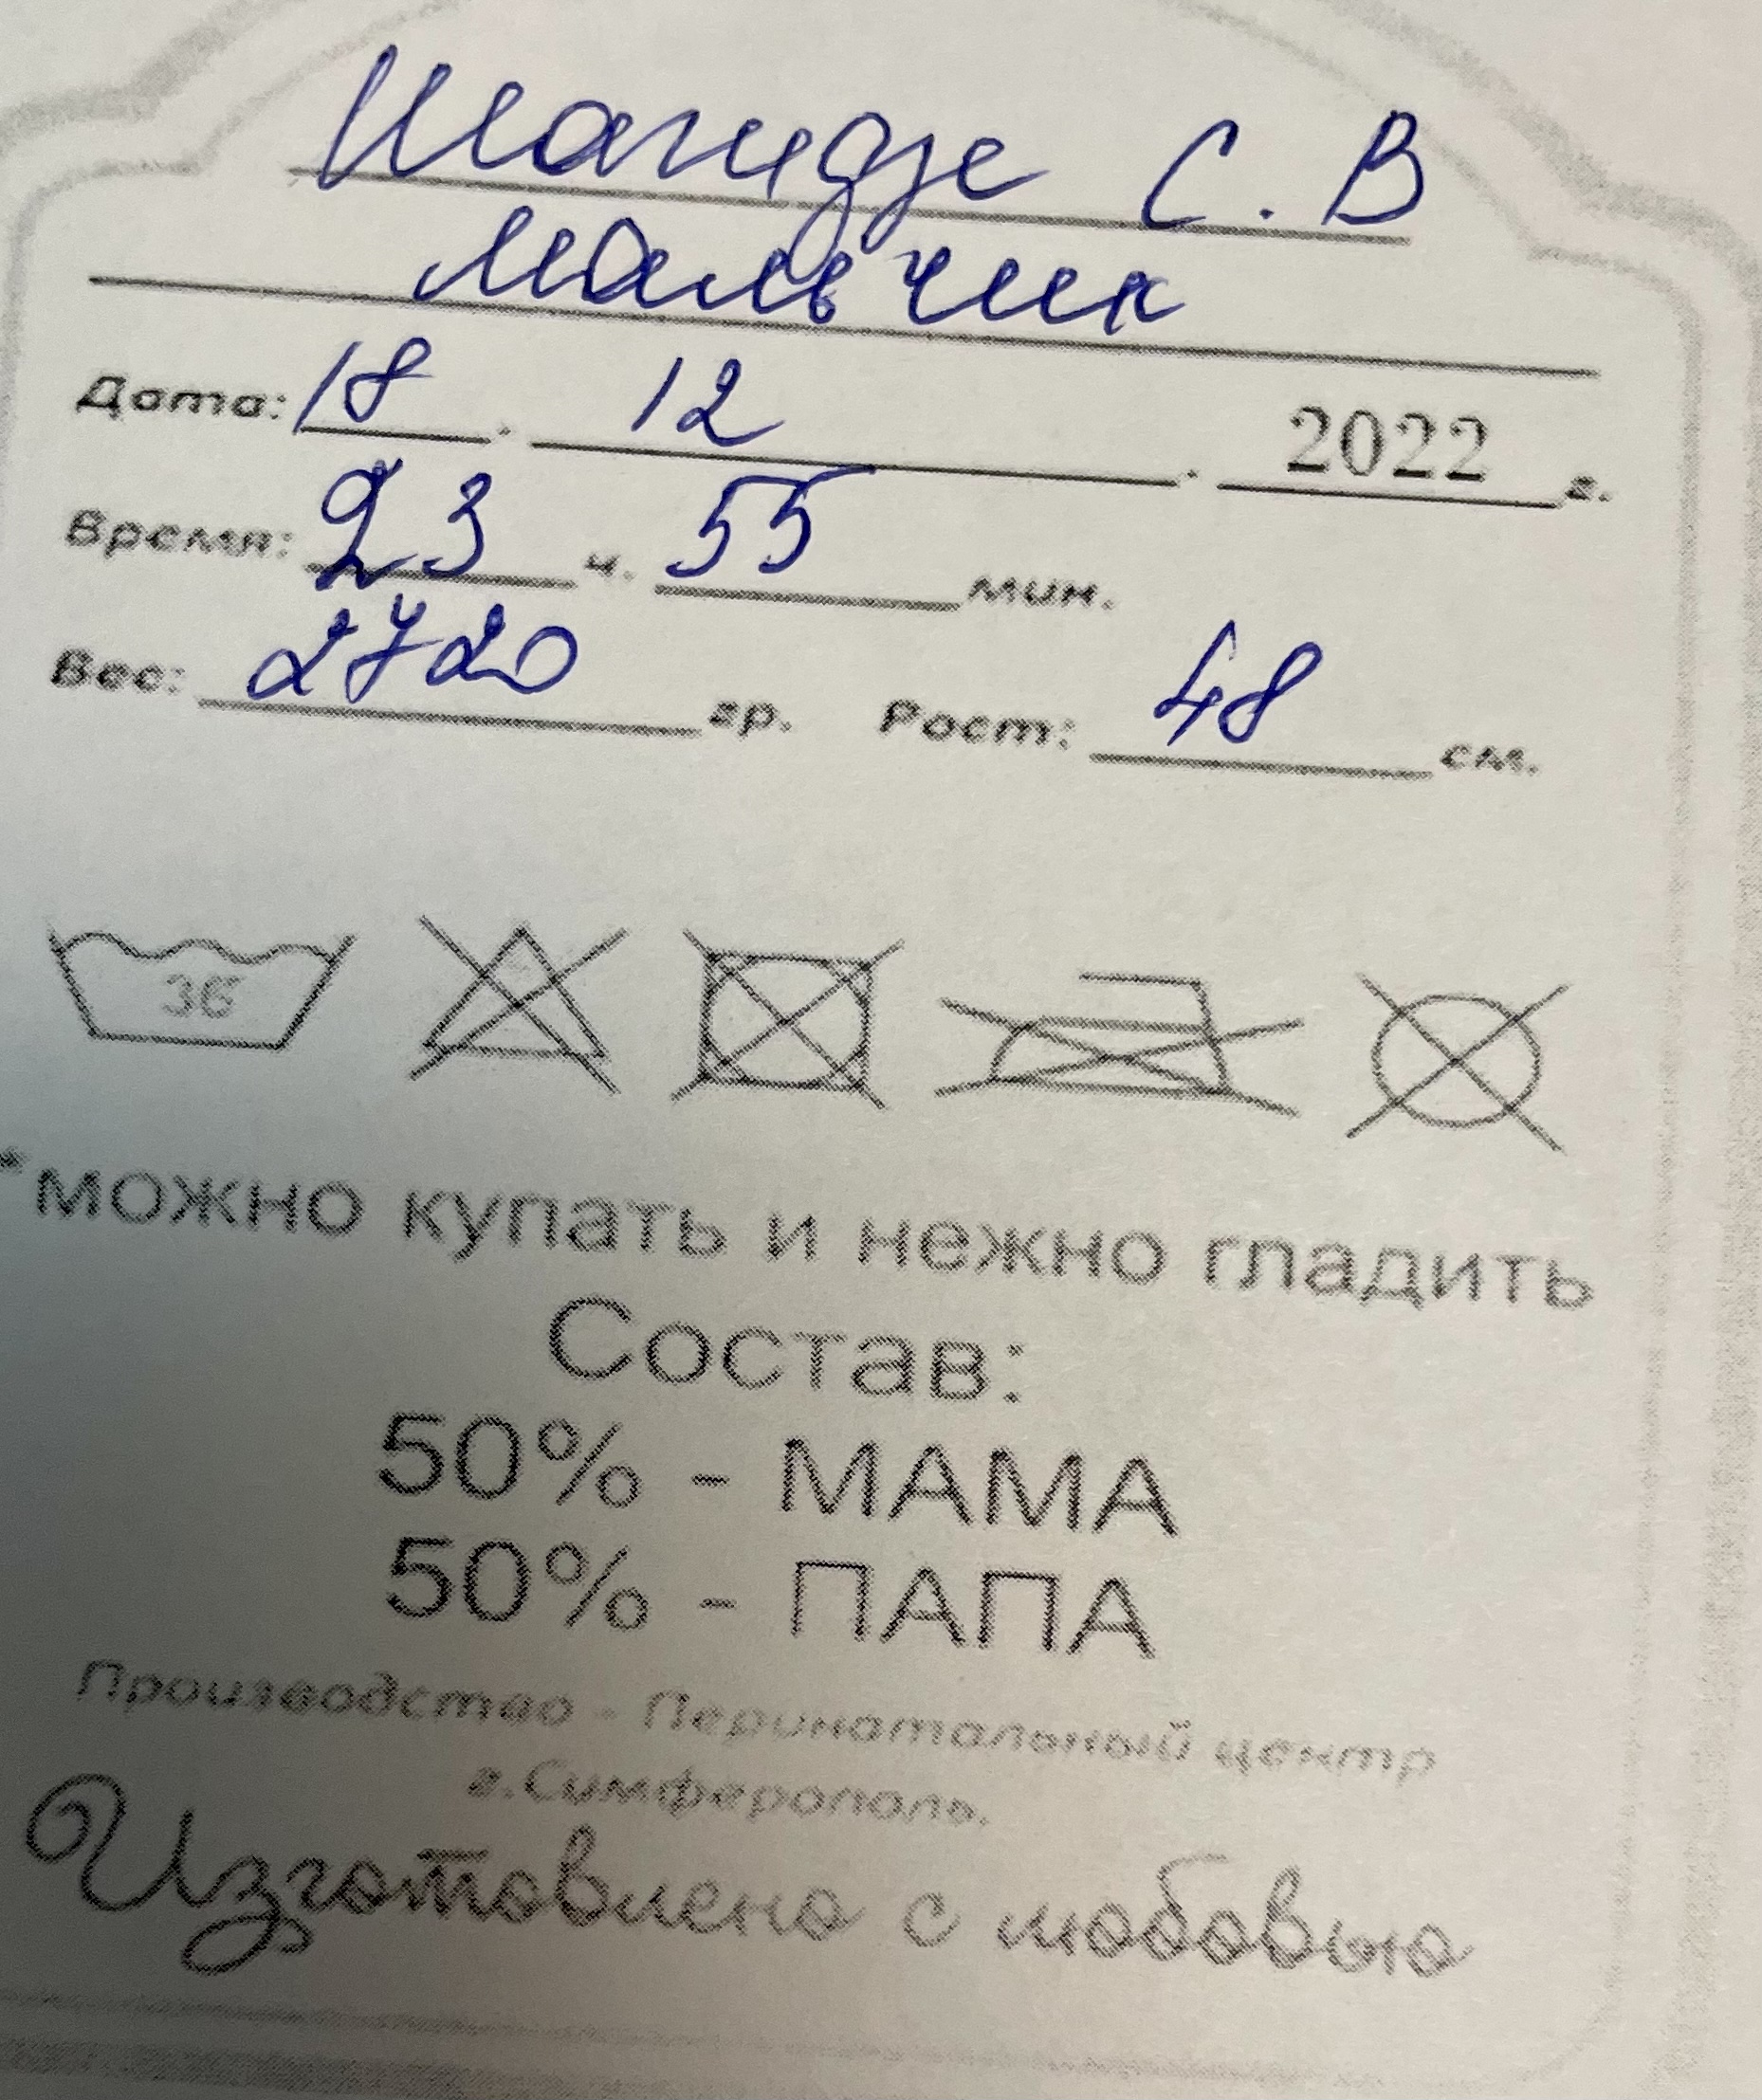 Шагидзе С. В
мальчик
Дата: 18 . 12 . 2022 г.
Время: 23 ч. 55 мин.
Вес: 2720 гр. Рост: 48 см.
36
*можно купать и нежно гладить
Состав:
50% - МАМА
50% - ПАПА
Производство - Перинатальный центр
г.Симферополь.
Изготовлено с любовью